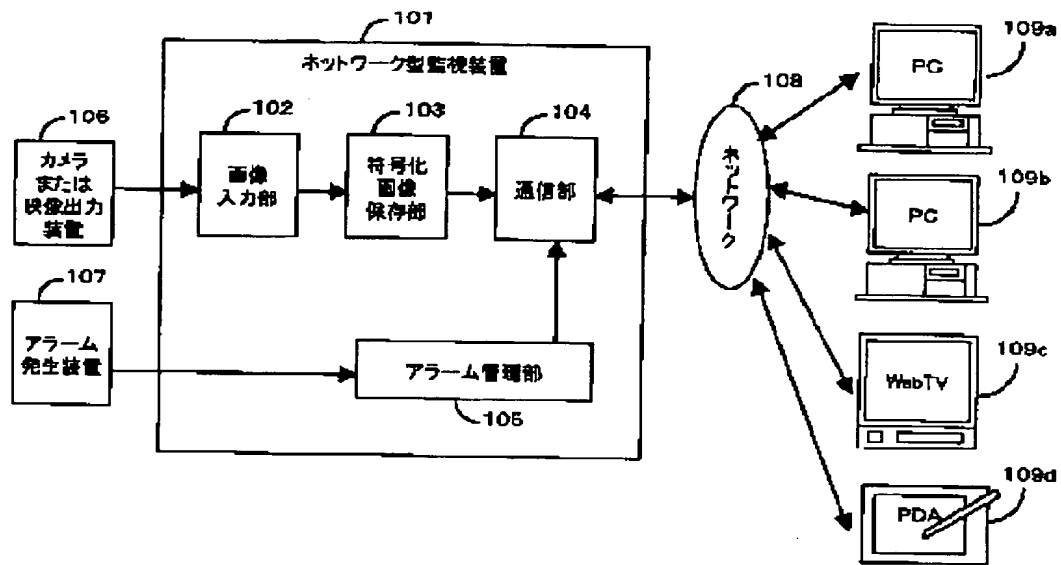 101
ネットワーク型監視装置
106
カメラ
または
映像出力
装置
102
画像
入力部
103
符号化
画像
保存部
104
通信部
107
アラーム
発生装置
アラーム管理部
105
108
ネットワーク
109a
PC
109b
PC
109c
WebTV
109d
PDA